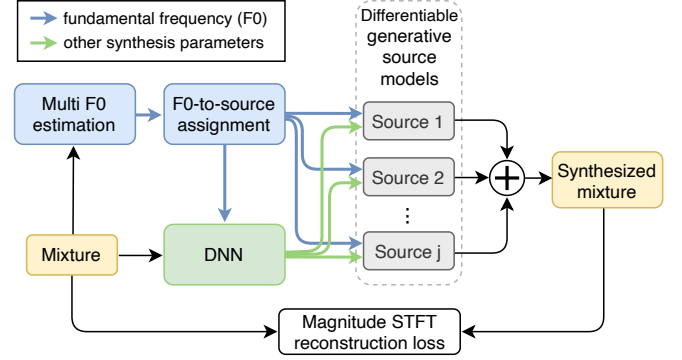 fundamental frequency (F0)
other synthesis parameters
Differentiable
generative
source
models
Multi F0
estimation
F0-to-source
assignment
Source 1
Source 2
⋮
Source j
Synthesized
mixture
Mixture
DNN
Magnitude STFT
reconstruction loss